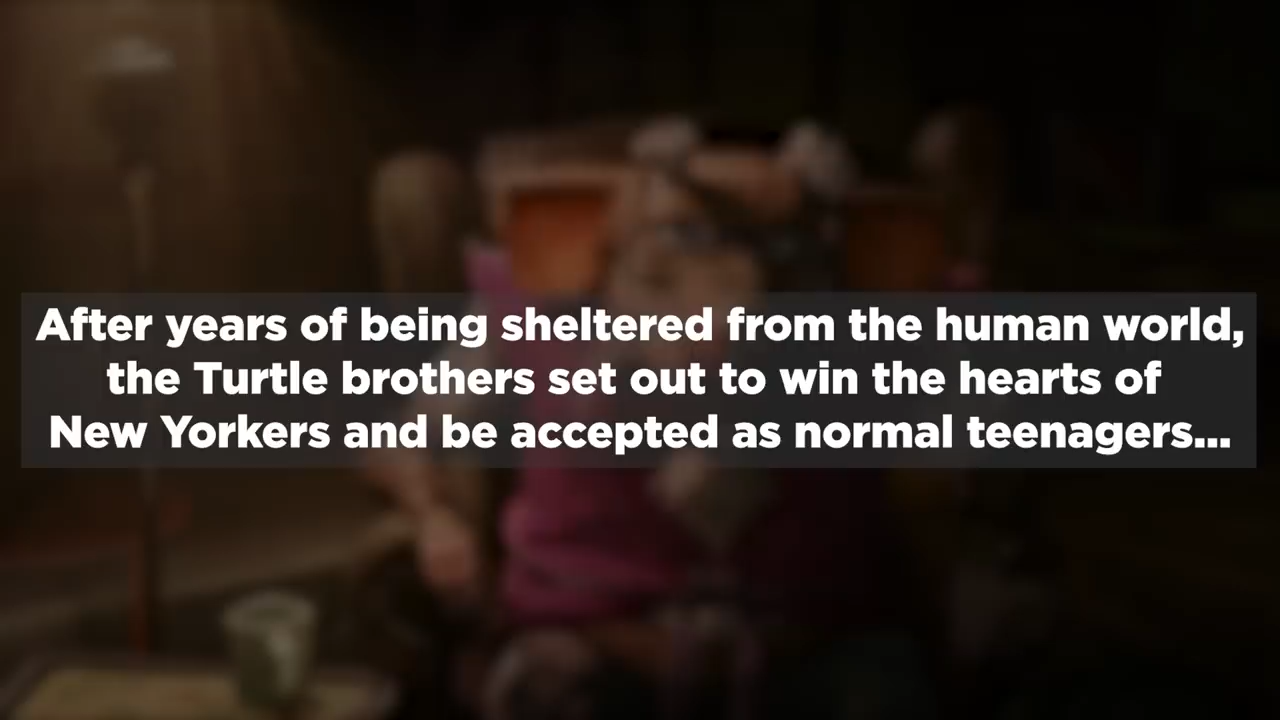 After years of being sheltered from the human world,
the Turtle brothers set out to win the hearts of
New Yorkers and be accepted as normal teenagers...